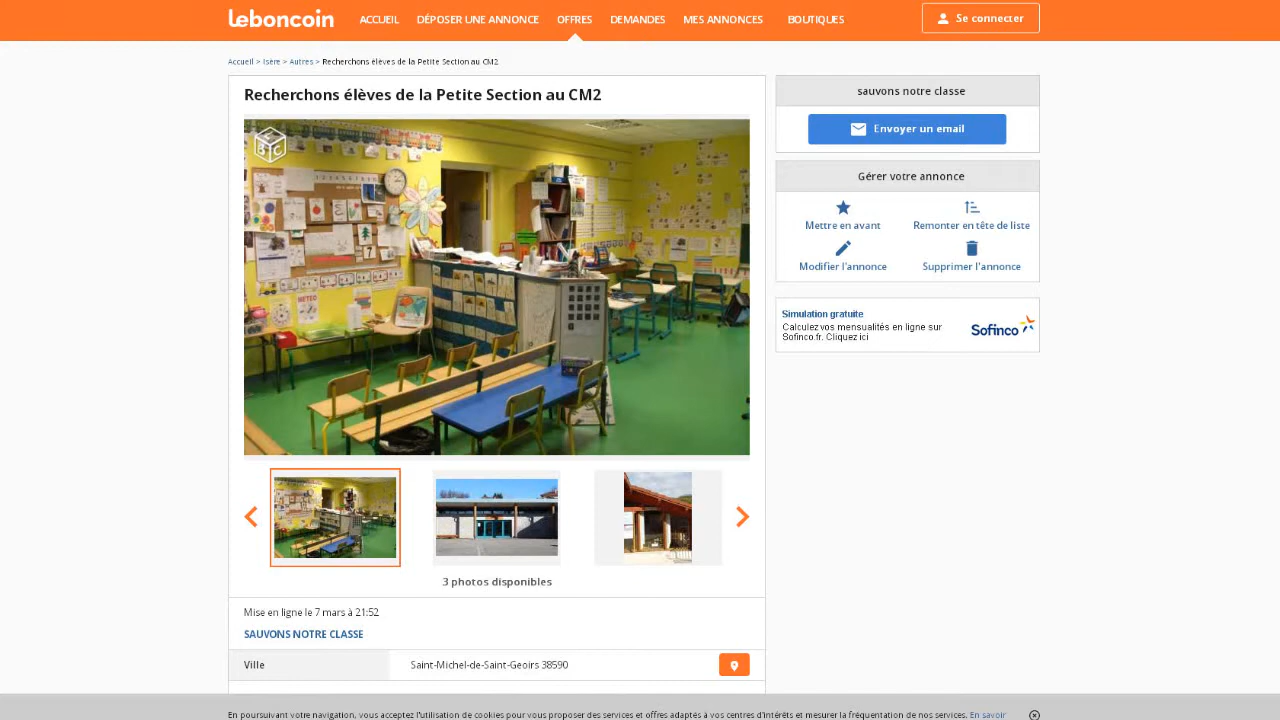 leboncoin
ACCUEIL
DÉPOSER UNE ANNONCE
OFFRES
DEMANDES
MES ANNONCES
BOUTIQUES
Se connecter
Accueil > Isère > Autres > Recherchons élèves de la Petite Section au CM2
Recherchons élèves de la Petite Section au CM2
LBC
METEO
3 photos disponibles
Mise en ligne le 7 mars à 21:52
SAUVONS NOTRE CLASSE
Ville
Saint-Michel-de-Saint-Geoirs 38590
sauvons notre classe
Envoyer un email
Gérer votre annonce
Mettre en avant
Remonter en tête de liste
Modifier l'annonce
Supprimer l'annonce
Simulation gratuite
Calculez vos mensualités en ligne sur
Sofinco.fr. Cliquez ici
Sofinco
En poursuivant votre navigation, vous acceptez l'utilisation de cookies pour vous proposer des services et offres adaptés à vos centres d'intérêts et mesurer la fréquentation de nos services. En savoir